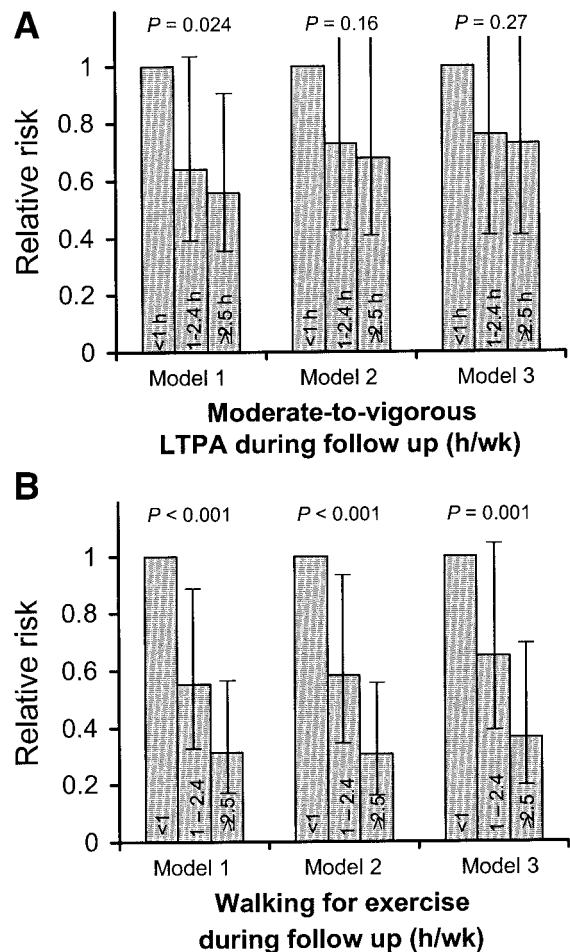 A
P = 0.024 P = 0.16 P = 0.27
Relative risk
1
0.8
0.6
0.4
0.2
0
<1 h 1-2.4 h ≥2.5 h <1 h 1-2.4 h ≥2.5 h <1 h 1-2.4 h ≥2.5 h
Model 1 Model 2 Model 3
Moderate-to-vigorous
LTPA during follow up (h/wk)
B
P < 0.001 P < 0.001 P = 0.001
Relative risk
1
0.8
0.6
0.4
0.2
0
<1 1 – 2.4 ≥2.5 <1 1 – 2.4 ≥2.5 <1 1 – 2.4 ≥2.5
Model 1 Model 2 Model 3
Walking for exercise
during follow up (h/wk)